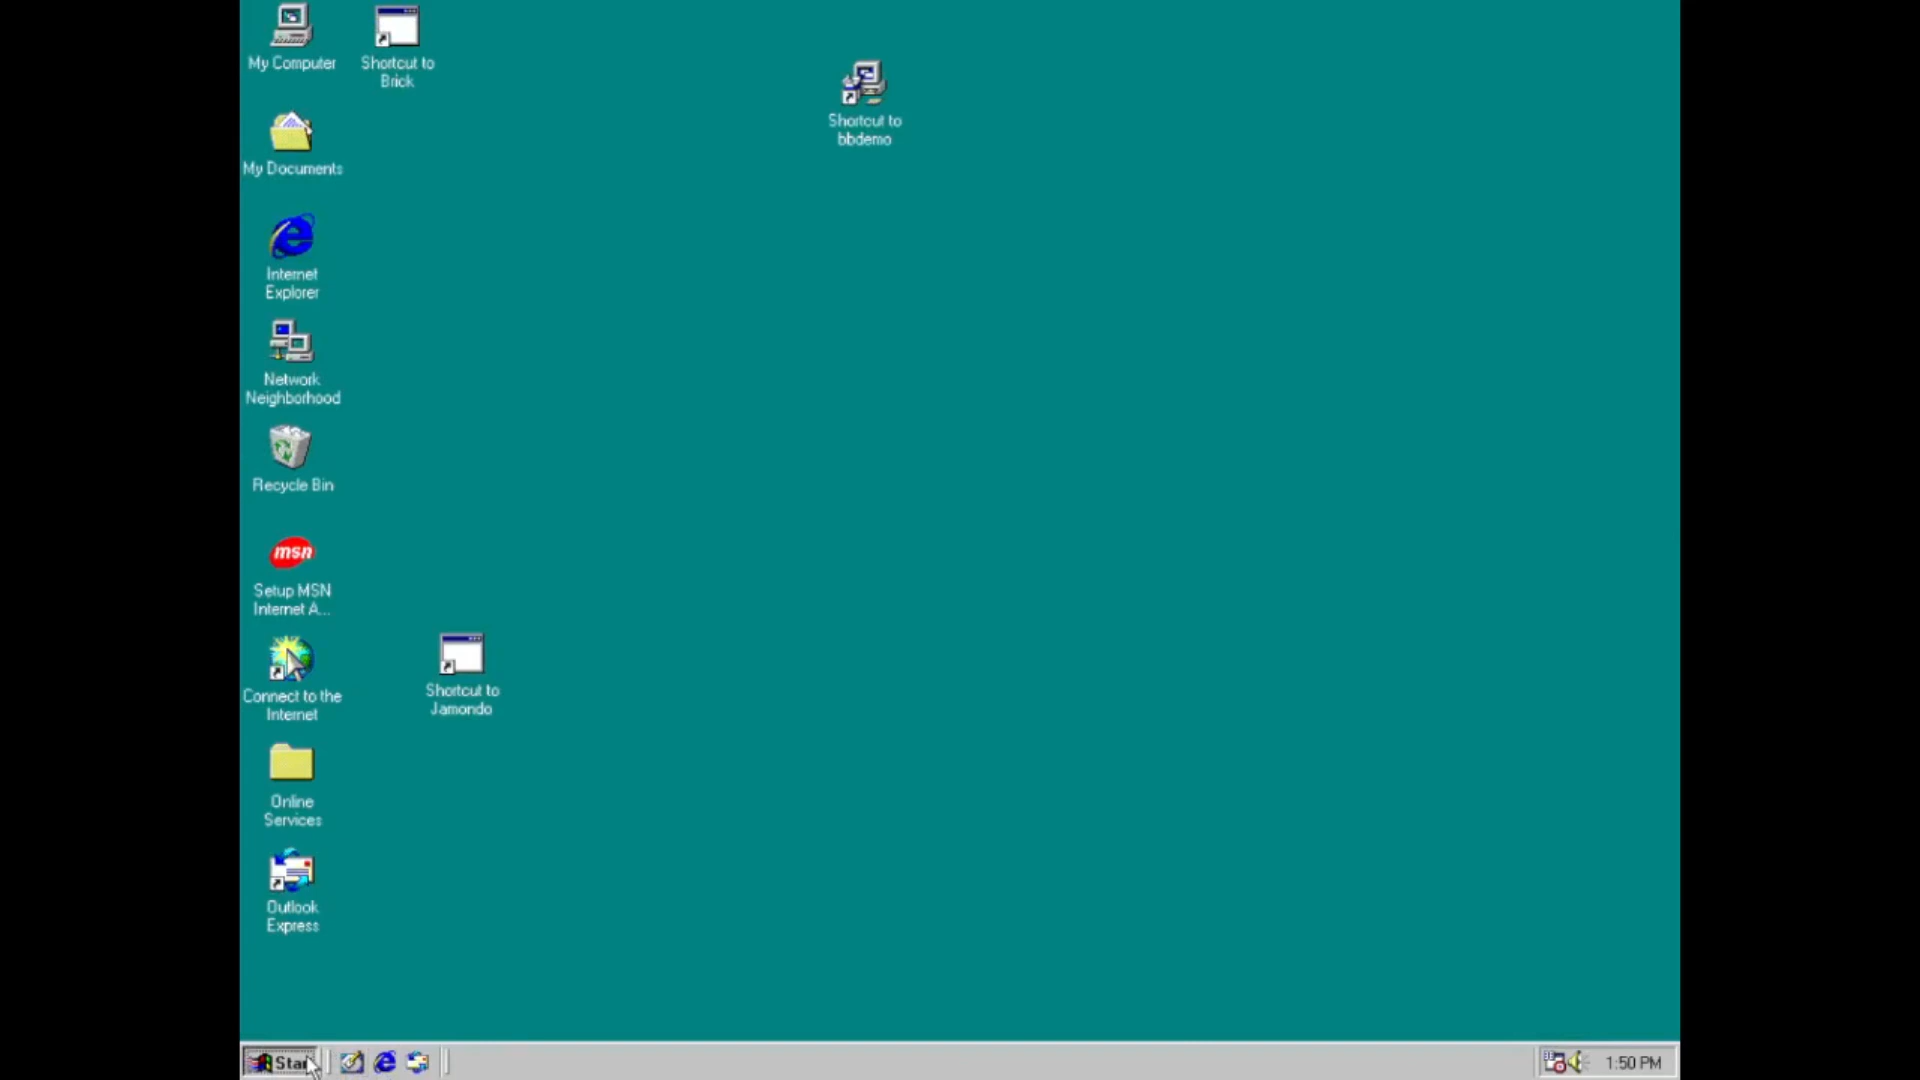 My Computer
Shortcut to
Brick
Shortcut to
bbdemo
My Documents
Internet
Explorer
Network
Neighborhood
Recycle Bin
msn
Setup MSN
Internet A...
Connect to the
Internet
Shortcut to
Jamondo
Online
Services
Outlook
Express
Star
1:50 PM